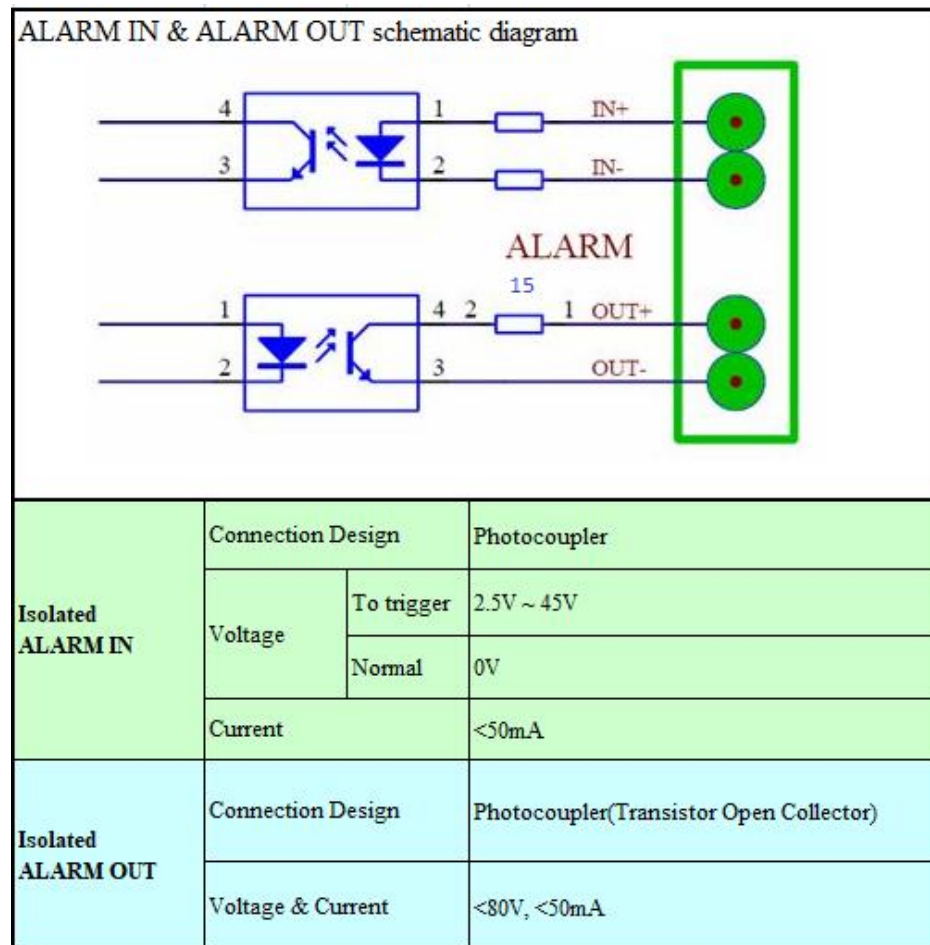 ALARM IN & ALARM OUT schematic diagram
4 1 IN+
3 2 IN-
ALARM
15
1 4 2 1 OUT+
2 3 OUT-
Isolated
ALARM IN
Connection Design
Photocoupler
Voltage
To trigger
2.5V ~ 45V
Normal
0V
Current
<50mA
Isolated
ALARM OUT
Connection Design
Photocoupler(Transistor Open Collector)
Voltage & Current
<80V, <50mA